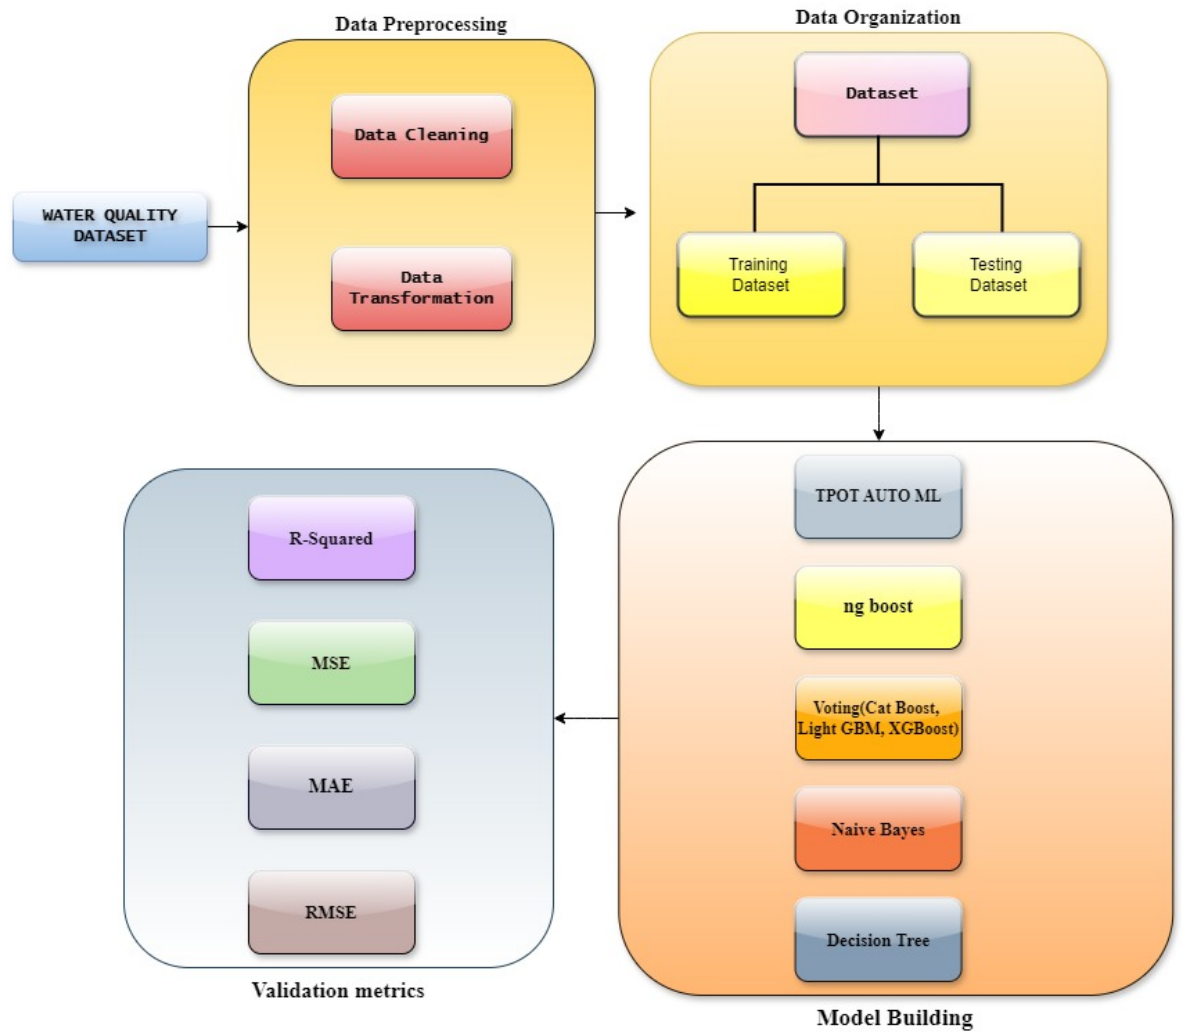 Data Preprocessing
Data Organization
WATER QUALITY
DATASET
Data Cleaning
Data
Transformation
Dataset
Training
Dataset
Testing
Dataset
TPOT AUTO ML
ng boost
Voting(Cat Boost,
Light GBM, XGBoost)
Naive Bayes
Decision Tree
Model Building
R-Squared
MSE
MAE
RMSE
Validation metrics